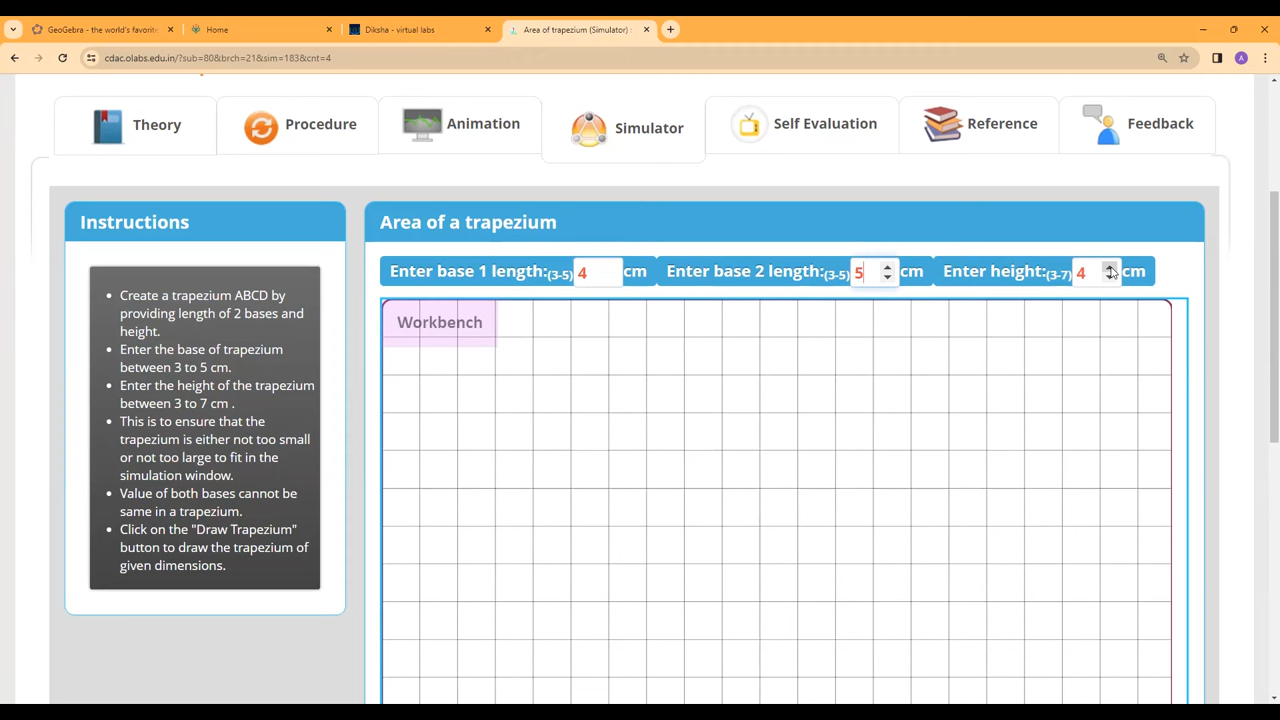 GeoGebra - the world's favorit
Home
Diksha - virtual labs
Area of trapezium (Simulator) :
cdac.olabs.edu.in/?sub=80&brch=21&sim=183&cnt=4
A
Theory
Procedure
Animation
Simulator
Self Evaluation
Reference
Feedback
Instructions
• Create a trapezium ABCD by
providing length of 2 bases and
height.
• Enter the base of trapezium
between 3 to 5 cm.
• Enter the height of the trapezium
between 3 to 7 cm .
• This is to ensure that the
trapezium is either not too small
or not too large to fit in the
simulation window.
• Value of both bases cannot be
same in a trapezium.
• Click on the "Draw Trapezium"
button to draw the trapezium of
given dimensions.
Area of a trapezium
Enter base 1 length:(3-5) 4 cm Enter base 2 length:(3-5) 5 cm Enter height:(3-7) 4 cm
Workbench